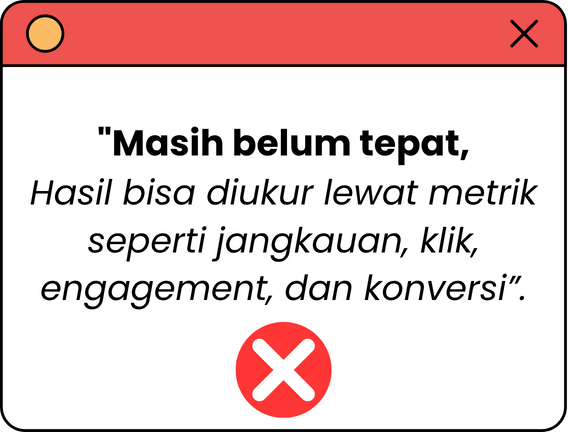 "Masih belum tepat,
Hasil bisa diukur lewat metrik
seperti jangkauan, klik,
engagement, dan konversi”.